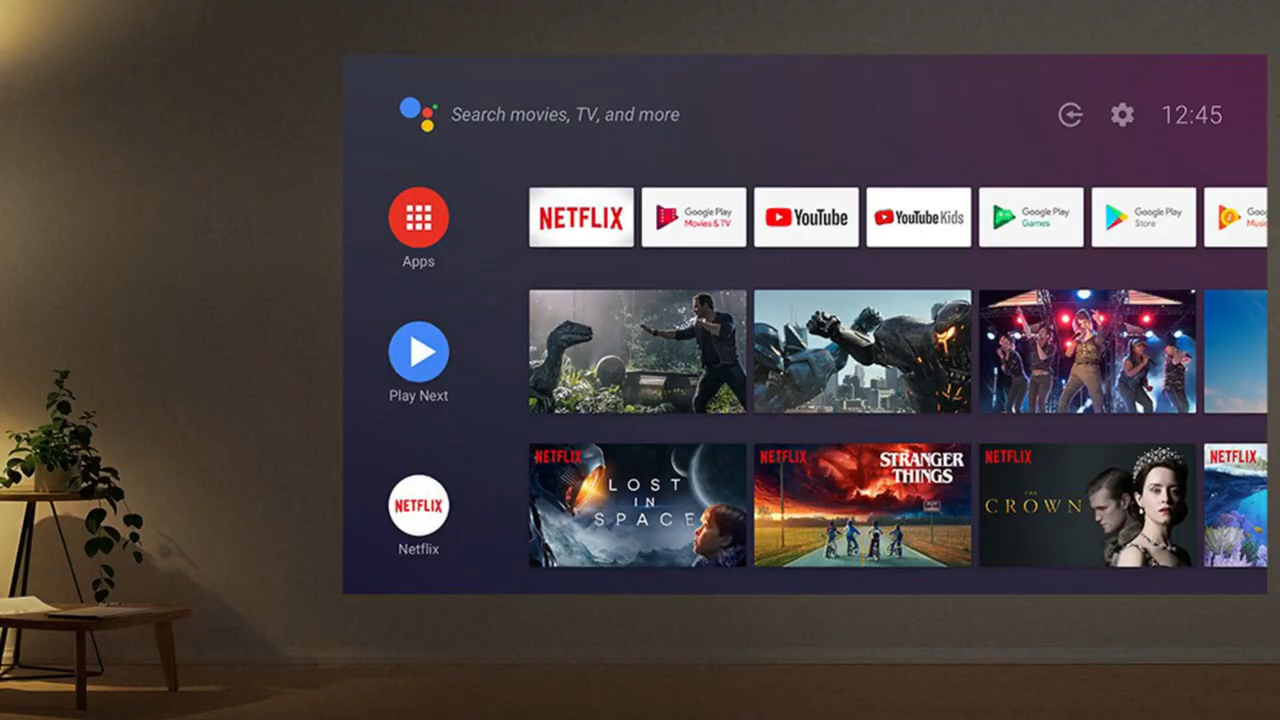 Search movies, TV, and more
12:45
Apps
NETFLIX
Google Play
Movies & TV
YouTube
YouTube Kids
Google Play
Games
Google Play
Store
Play Next
NETFLIX
Netflix
NETFLIX
LOST
IN
SPACE
NETFLIX
STRANGER
THINGS
NETFLIX
THE
CROWN
NETFLIX